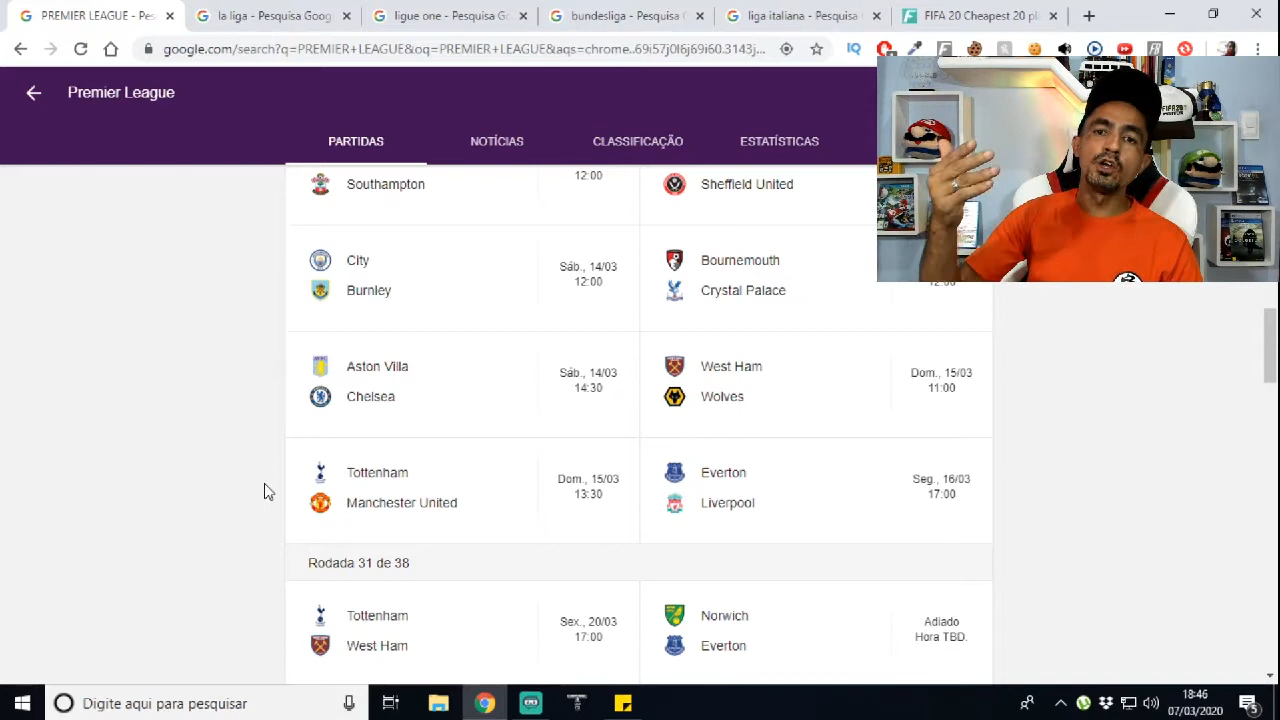 PREMIER LEAGUE - Pes
la liga - Pesquisa Goog
ligue one - Pesquisa Go
bundesliga - Pesquisa G
liga italiana - Pesquisa
FIFA 20 Cheapest 20 pl
google.com/search?q=PREMIER+LEAGUE&oq=PREMIER+LEAGUE&aqs=chrome..69i57j0l6j69i60.3143j...
Premier League
PARTIDAS
NOTÍCIAS
CLASSIFICAÇÃO
ESTATÍSTICAS
Southampton
12:00
Sheffield United
City
Burnley
Sáb., 14/03
12:00
Bournemouth
Crystal Palace
12:00
Aston Villa
Chelsea
Sáb., 14/03
14:30
West Ham
Wolves
Dom., 15/03
11:00
Tottenham
Manchester United
Dom., 15/03
13:30
Everton
Liverpool
Seg., 16/03
17:00
Rodada 31 de 38
Tottenham
West Ham
Sex., 20/03
17:00
Norwich
Everton
Adiado
Hora TBD.
Digite aqui para pesquisar
18:46
07/03/2020
5